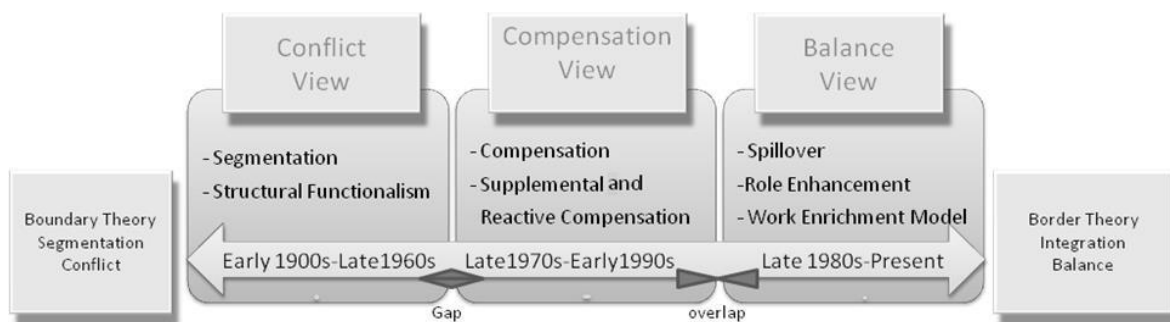 Conflict
View
Compensation
View
Balance
View
- Segmentation
- Structural Functionalism
- Compensation
- Supplemental and
Reactive Compensation
- Spillover
-Role Enhancement
- Work Enrichment Model
Boundary Theory
Segmentation
Conflict
Early 1900s-Late1960s
Late1970s-Early1990s
Late 1980s-Present
Border Theory
Integration
Balance
Gap
overlap